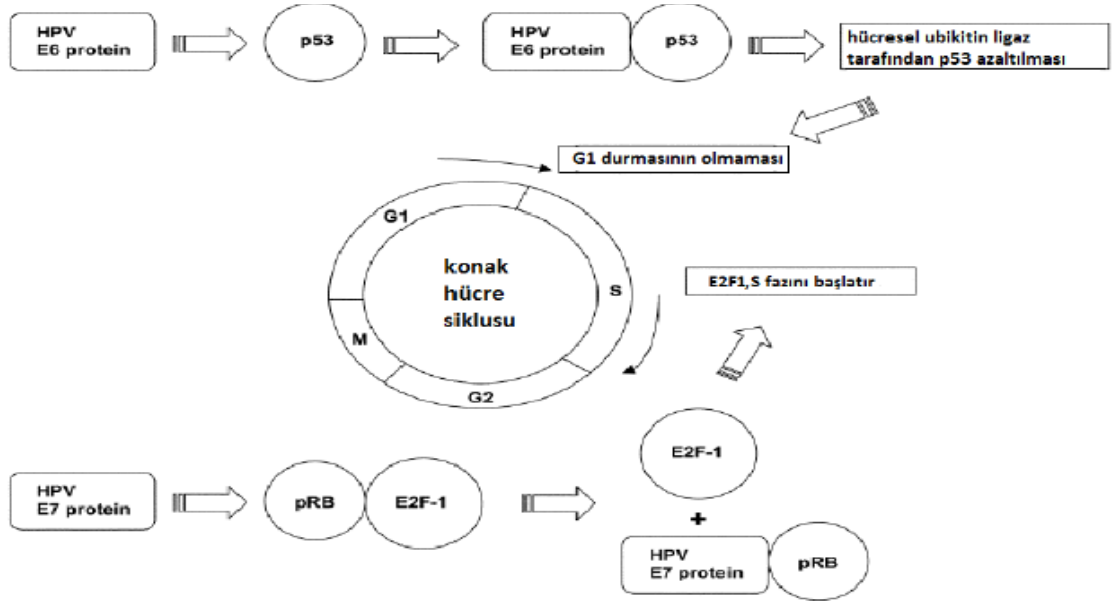 HPV
E6 protein
p53
HPV
E6 protein
p53
hücresel ubikitin ligaz
tarafından p53 azaltılması
G1 durmasının olmaması
G1
S
G2
M
konak
hücre
siklusu
E2F1,S fazını başlatır
E2F-1
+
HPV
E7 protein
pRB
E2F-1
HPV
E7 protein
pRB